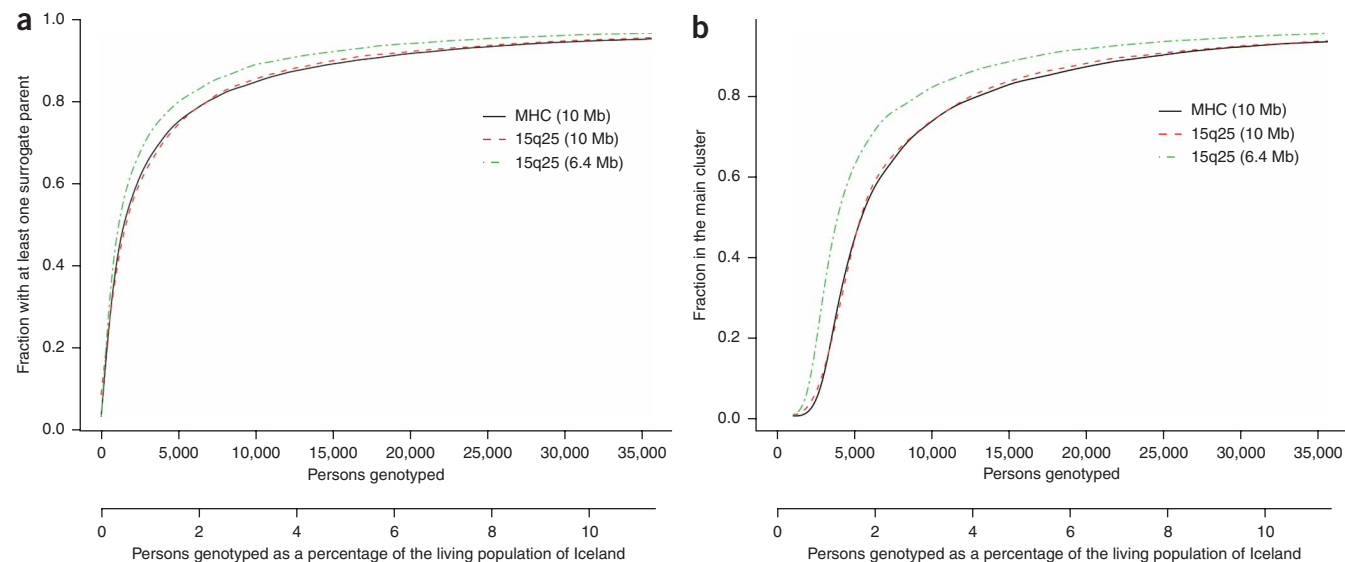 a
Fraction with at least one surrogate parent
1.0
0.8
0.6
0.4
0.2
0.0
MHC (10 Mb)
15q25 (10 Mb)
15q25 (6.4 Mb)
0 5,000 10,000 15,000 20,000 25,000 30,000 35,000
Persons genotyped
0 2 4 6 8 10
Persons genotyped as a percentage of the living population of Iceland
b
Fraction in the main cluster
0.8
0.6
0.4
0.2
0.0
MHC (10 Mb)
15q25 (10 Mb)
15q25 (6.4 Mb)
0 5,000 10,000 15,000 20,000 25,000 30,000 35,000
Persons genotyped
0 2 4 6 8 10
Persons genotyped as a percentage of the living population of Iceland